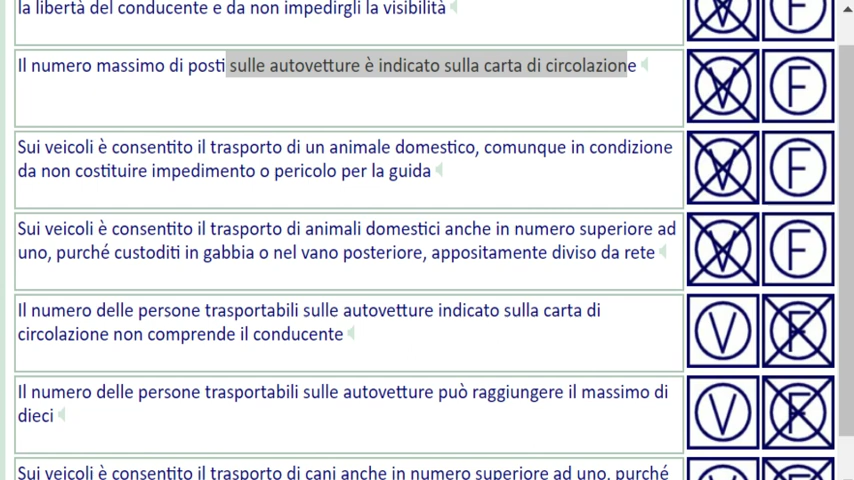 la libertà del conducente e da non impedirgli la visibilità
V F
Il numero massimo di posti sulle autovetture è indicato sulla carta di circolazione
V F
Sui veicoli è consentito il trasporto di un animale domestico, comunque in condizione
da non costituire impedimento o pericolo per la guida
V F
Sui veicoli è consentito il trasporto di animali domestici anche in numero superiore ad
uno, purché custoditi in gabbia o nel vano posteriore, appositamente diviso da rete
V F
Il numero delle persone trasportabili sulle autovetture indicato sulla carta di
circolazione non comprende il conducente
V F
Il numero delle persone trasportabili sulle autovetture può raggiungere il massimo di
dieci
V F
Sui veicoli è consentito il trasporto di cani anche in numero superiore ad uno, purché